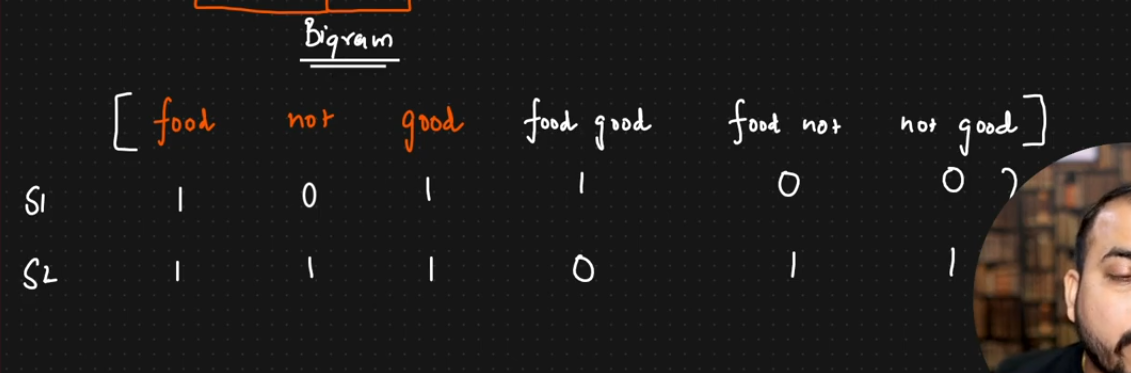 Bigram
[ food not good food good food not not good ]
S1 1 0 1 1 0 0
S2 1 1 1 0 1 1